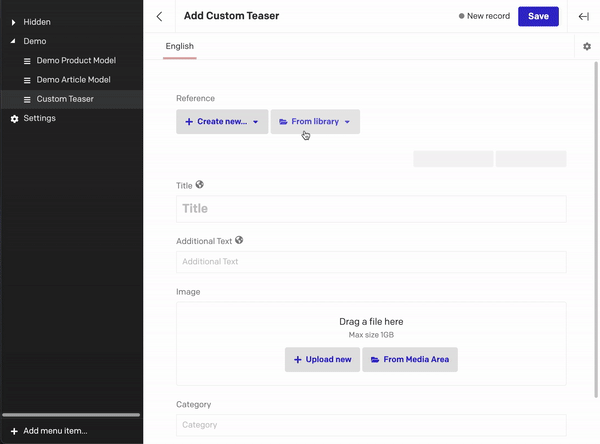 Hidden
Demo
Demo Product Model
Demo Article Model
Custom Teaser
Settings
Add menu item...
Add Custom Teaser
New record
Save
English
Reference
Create new...
From library
Title
Title
Additional Text
Additional Text
Image
Drag a file here
Max size 1GB
Upload new
From Media Area
Category
Category